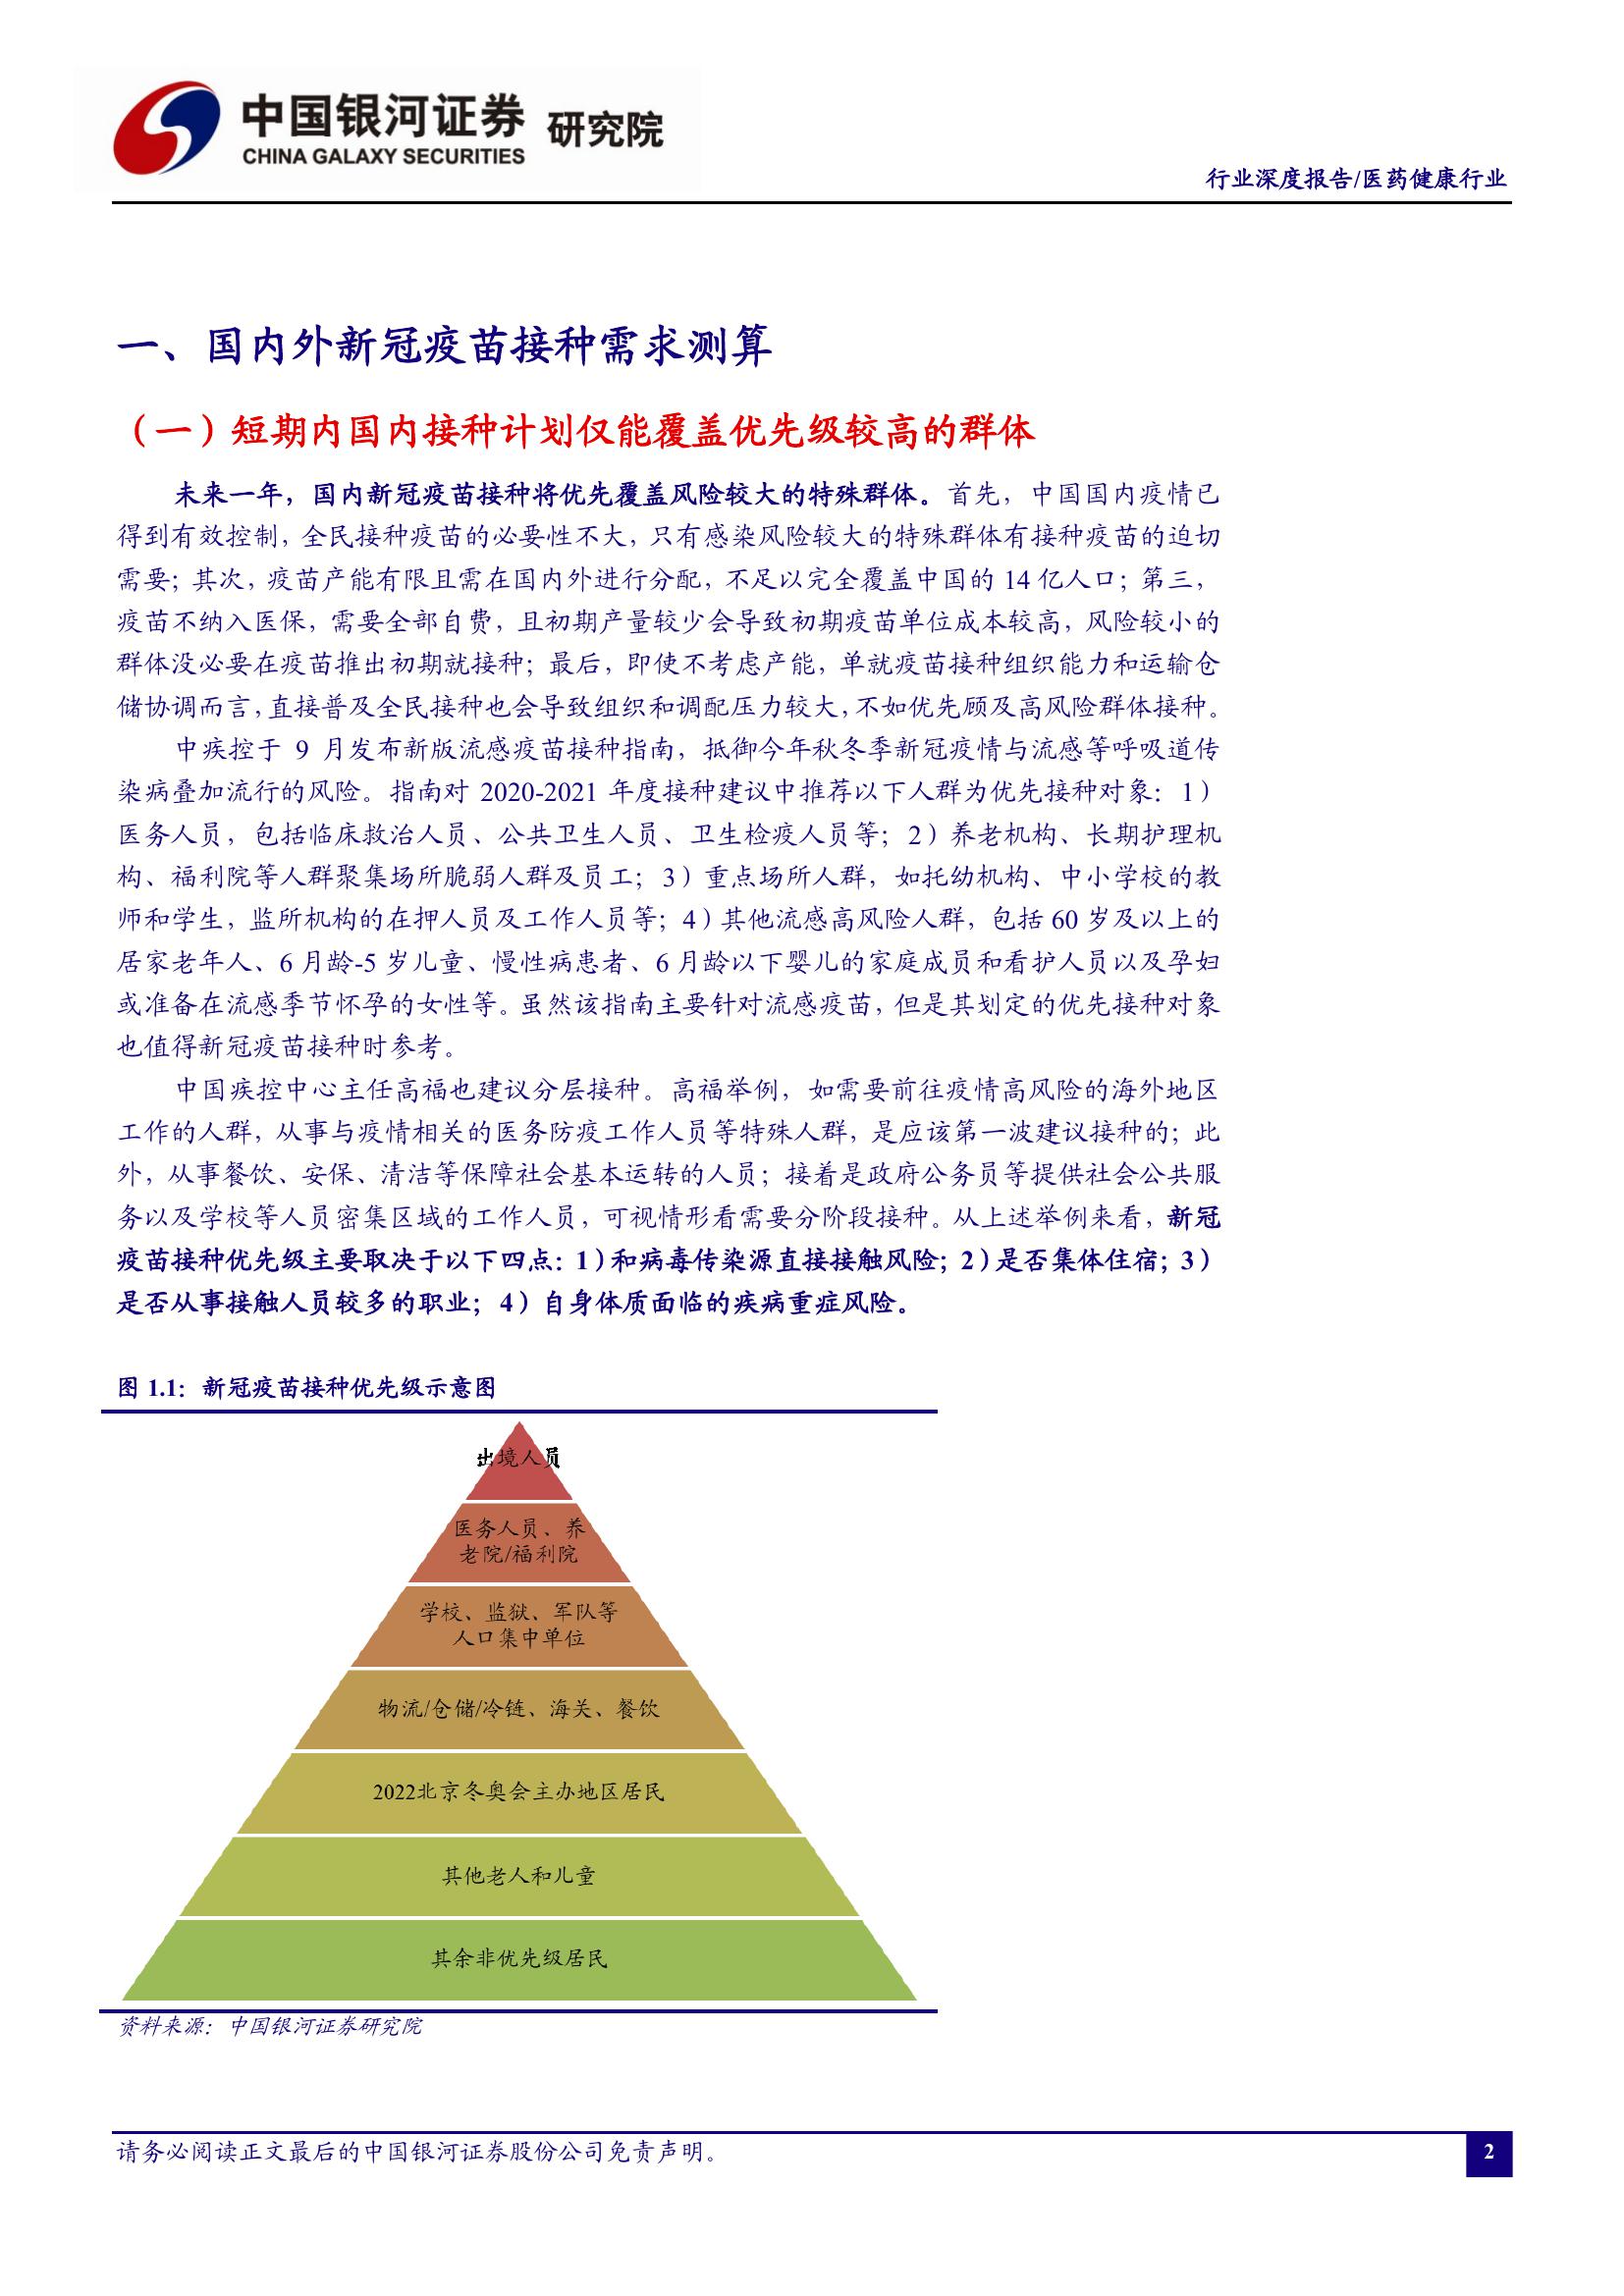 中国银河证券 研究院
CHINA GALAXY SECURITIES
行业深度报告/医药健康行业
一、国内外新冠疫苗接种需求测算
（一）短期内国内接种计划仅能覆盖优先级较高的群体
未来一年，国内新冠疫苗接种将优先覆盖风险较大的特殊群体。首先，中国国内疫情已
得到有效控制，全民接种疫苗的必要性不大，只有感染风险较大的特殊群体有接种疫苗的迫切
需要；其次，疫苗产能有限且需在国内外进行分配，不足以完全覆盖中国的 14 亿人口；第三，
疫苗不纳入医保，需要全部自费，且初期产量较少会导致初期疫苗单位成本较高，风险较小的
群体没必要在疫苗推出初期就接种；最后，即使不考虑产能，单就疫苗接种组织能力和运输仓
储协调而言，直接普及全民接种也会导致组织和调配压力较大，不如优先顾及高风险群体接种。
中疾控于 9 月发布新版流感疫苗接种指南，抵御今年秋冬季新冠疫情与流感等呼吸道传
染病叠加流行的风险。指南对 2020-2021 年度接种建议中推荐以下人群为优先接种对象：1）
医务人员，包括临床救治人员、公共卫生人员、卫生检疫人员等；2）养老机构、长期护理机
构、福利院等人群聚集场所脆弱人群及员工；3）重点场所人群，如托幼机构、中小学校的教
师和学生，监所机构的在押人员及工作人员等；4）其他流感高风险人群，包括 60 岁及以上的
居家老年人、6 月龄-5 岁儿童、慢性病患者、6 月龄以下婴儿的家庭成员和看护人员以及孕妇
或准备在流感季节怀孕的女性等。虽然该指南主要针对流感疫苗，但是其划定的优先接种对象
也值得新冠疫苗接种时参考。
中国疾控中心主任高福也建议分层接种。高福举例，如需要前往疫情高风险的海外地区
工作的人群，从事与疫情相关的医务防疫工作人员等特殊人群，是应该第一波建议接种的；此
外，从事餐饮、安保、清洁等保障社会基本运转的人员；接着是政府公务员等提供社会公共服
务以及学校等人员密集区域的工作人员，可视情形看需要分阶段接种。从上述举例来看，新冠
疫苗接种优先级主要取决于以下四点：1）和病毒传染源直接接触风险；2）是否集体住宿；3）
是否从事接触人员较多的职业；4）自身体质面临的疾病重症风险。
图 1.1：新冠疫苗接种优先级示意图
出境人员
医务人员、养
老院/福利院
学校、监狱、军队等
人口集中单位
物流/仓储/冷链、海关、餐饮
2022北京冬奥会主办地区居民
其他老人和儿童
其余非优先级居民
资料来源：中国银河证券研究院
请务必阅读正文最后的中国银河证券股份公司免责声明。
2